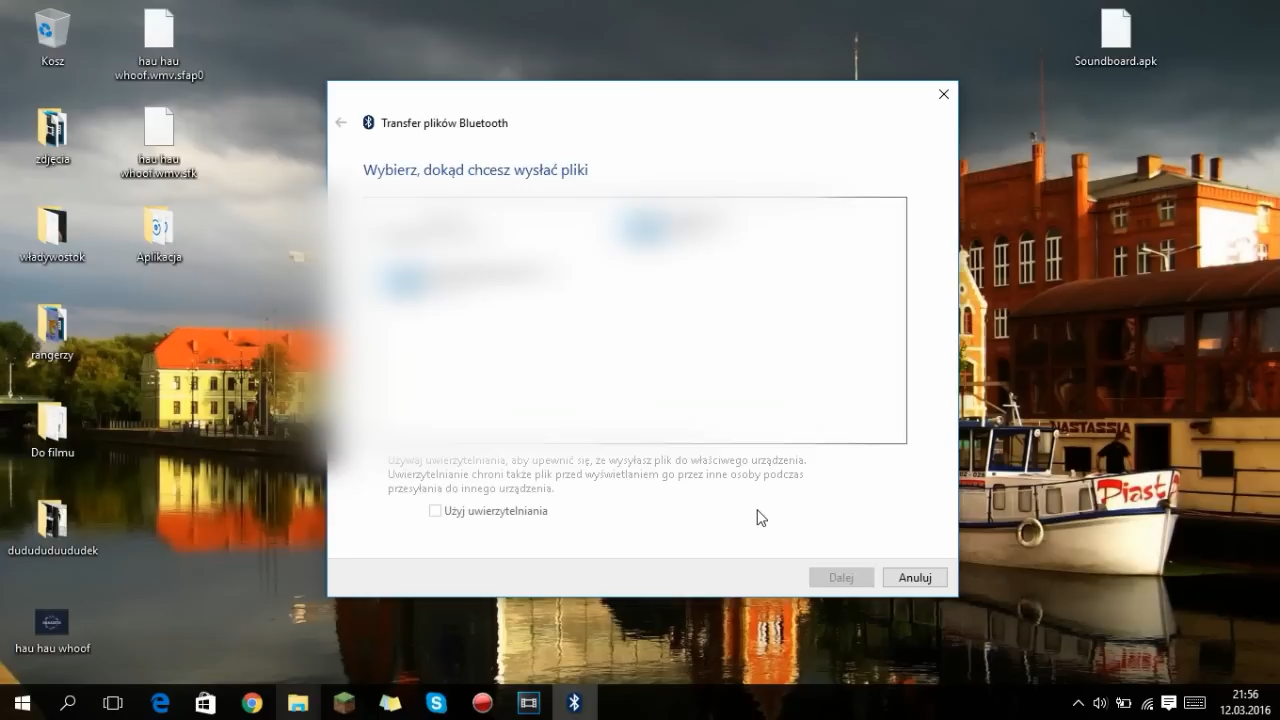 Kosz
hau hau
whoof.wmv.sfap0
Soundboard.apk
zdjęcia
hau hau
whoof.wmv.sfk
władywostok
Aplikacja
rangerzy
Do filmu
dudududuududek
hau hau whoof
Transfer plików Bluetooth
Wybierz, dokąd chcesz wysłać pliki
Używaj uwierzytelniania, aby upewnić się, że wysyłasz plik do właściwego urządzenia.
Uwierzytelnianie chroni także plik przed wyświetlaniem go przez inne osoby podczas
przesyłania do innego urządzenia.
Użyj uwierzytelniania
Dalej
Anuluj
NASTASSIA
Piast
21:56
12.03.2016